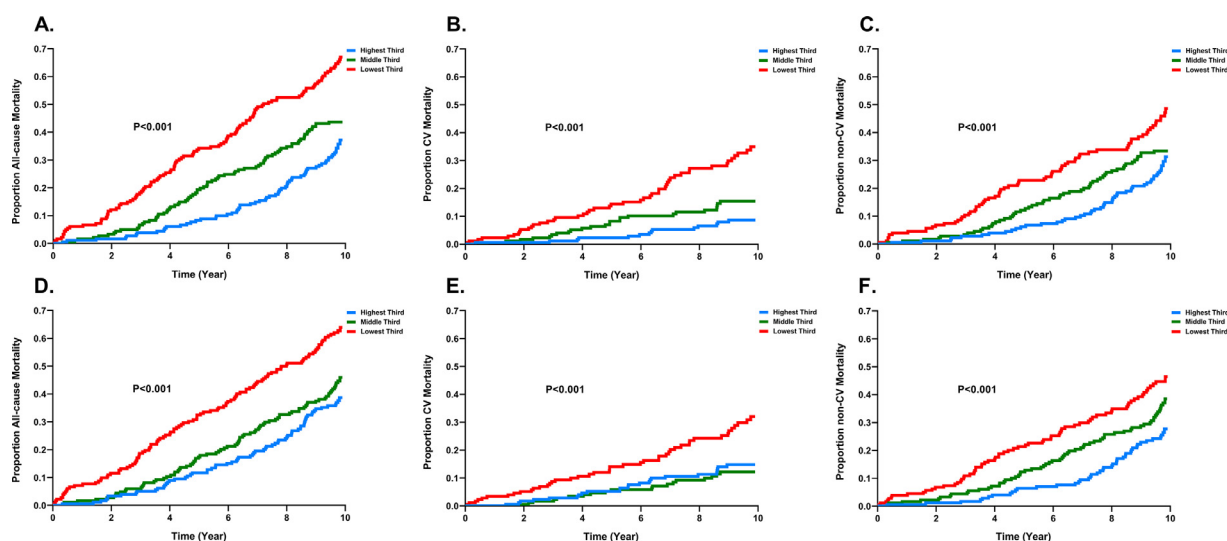 A.
Highest Third
Middle Third
Lowest Third
0.7
0.6
0.5
0.4
0.3
0.2
0.1
0.0
Proportion All-cause Mortality
P<0.001
0 2 4 6 8 10
Time (Year)
B.
Highest Third
Middle Third
Lowest Third
0.7
0.6
0.5
0.4
0.3
0.2
0.1
0.0
Proportion CV Mortality
P<0.001
0 2 4 6 8 10
Time (Year)
C.
Highest Third
Middle Third
Lowest Third
0.7
0.6
0.5
0.4
0.3
0.2
0.1
0.0
Proportion non-CV Mortality
P<0.001
0 2 4 6 8 10
Time (Year)
D.
Highest Third
Middle Third
Lowest Third
0.7
0.6
0.5
0.4
0.3
0.2
0.1
0.0
Proportion All-cause Mortality
P<0.001
0 2 4 6 8 10
Time (Year)
E.
Highest Third
Middle Third
Lowest Third
0.7
0.6
0.5
0.4
0.3
0.2
0.1
0.0
Proportion CV Mortality
P<0.001
0 2 4 6 8 10
Time (Year)
F.
Highest Third
Middle Third
Lowest Third
0.7
0.6
0.5
0.4
0.3
0.2
0.1
0.0
Proportion non-CV Mortality
P<0.001
0 2 4 6 8 10
Time (Year)